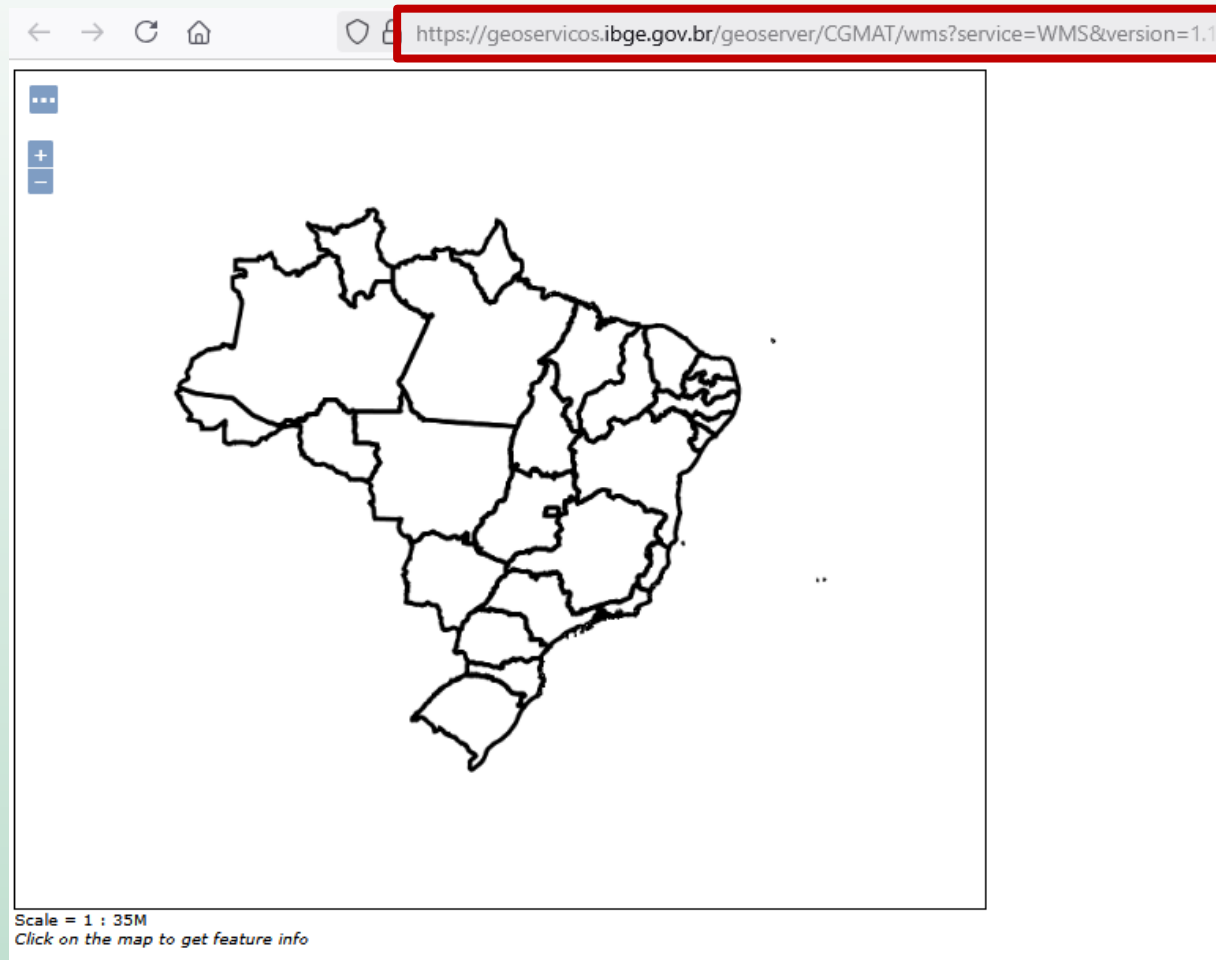 https://geoservicos.ibge.gov.br/geoserver/CGMAT/wms?service=WMS&version=1.1
+
−
Scale = 1 : 35M
Click on the map to get feature info